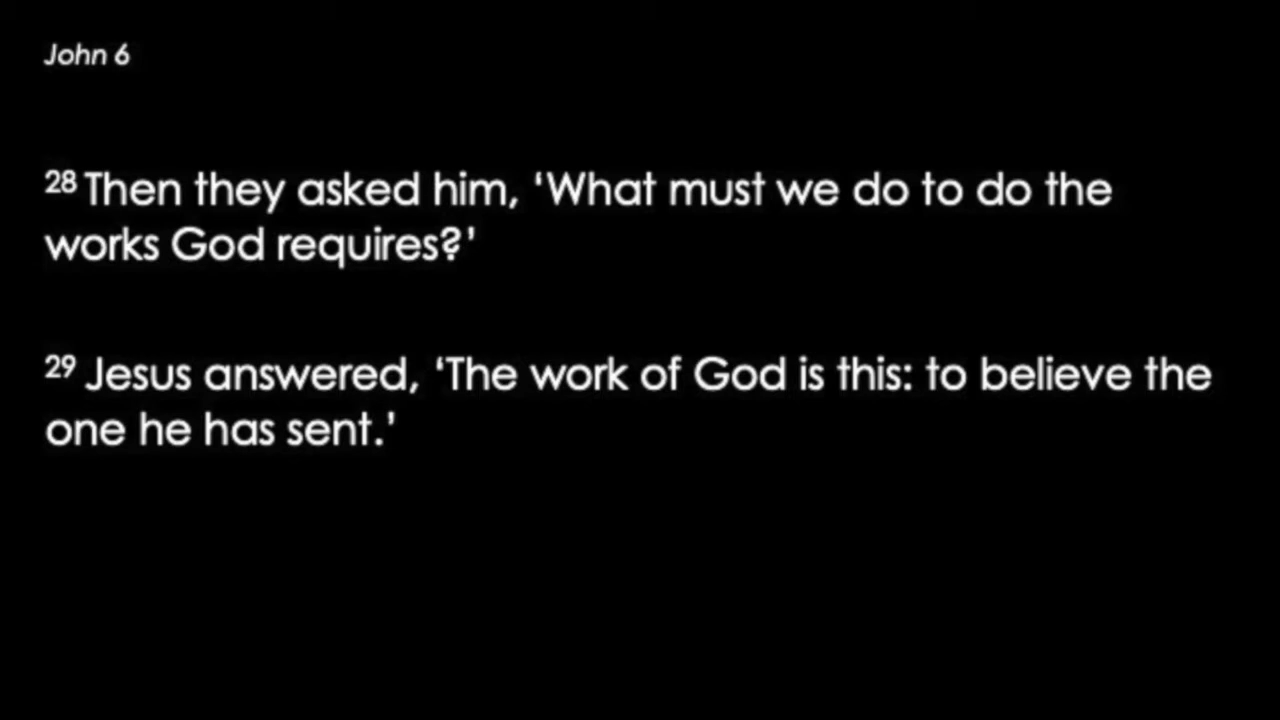 John 6
28 Then they asked him, ‘What must we do to do the
works God requires?’
29 Jesus answered, ‘The work of God is this: to believe the
one he has sent.’